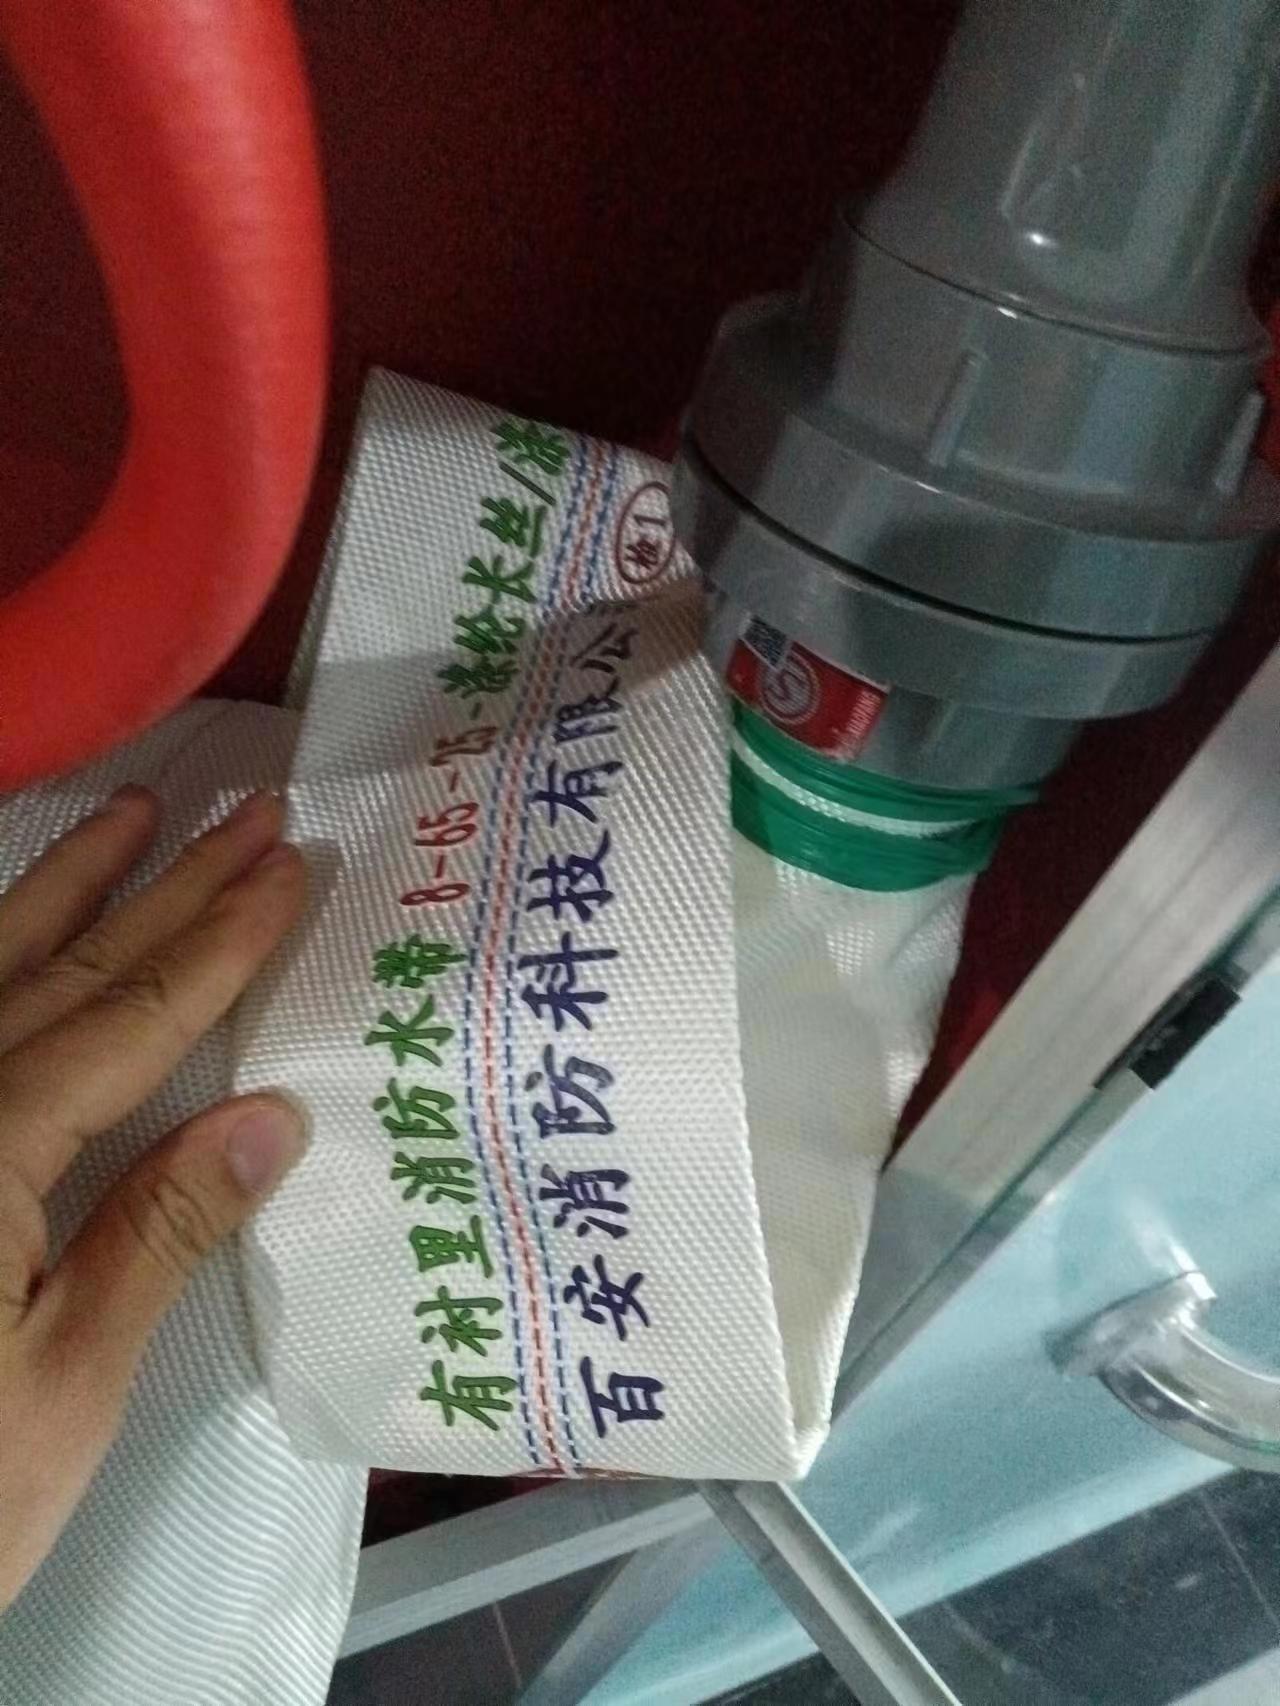 有衬里消防水带 8-65-25-涤纶长丝/涤
百安消防科技有限公
检1